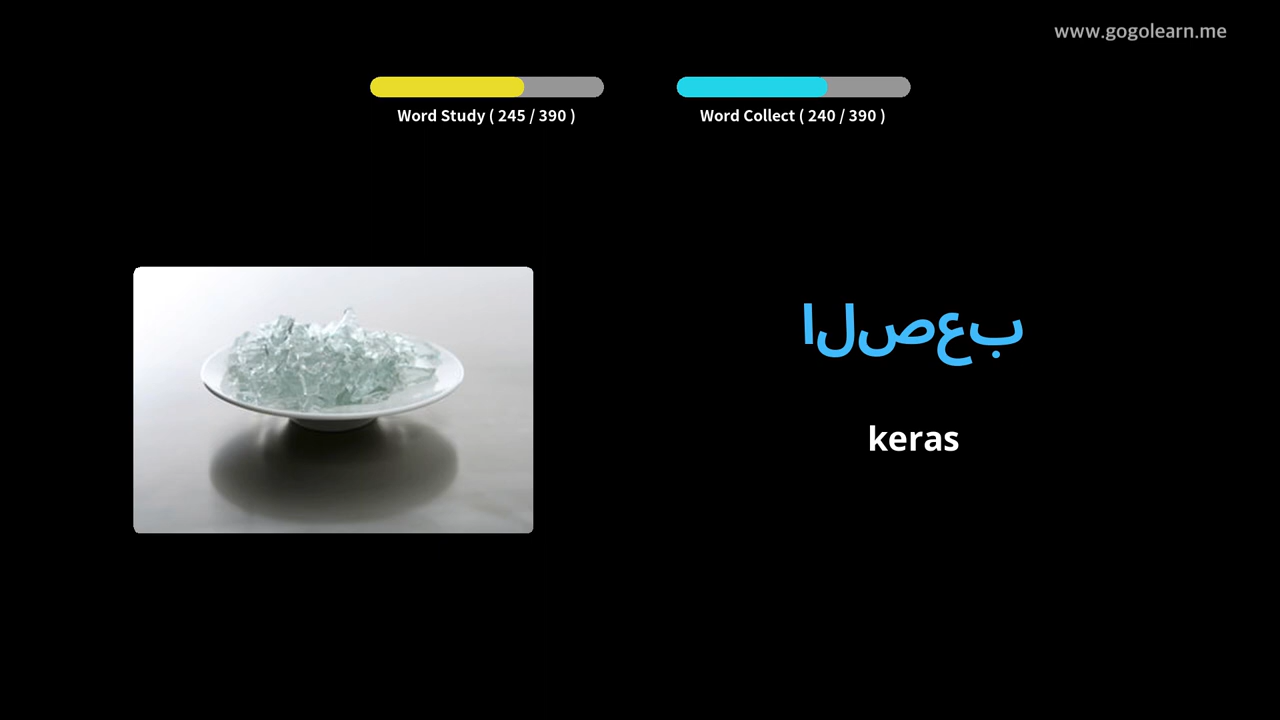 www.gogolearn.me
Word Study ( 245 / 390 )
Word Collect ( 240 / 390 )
الصعب
keras